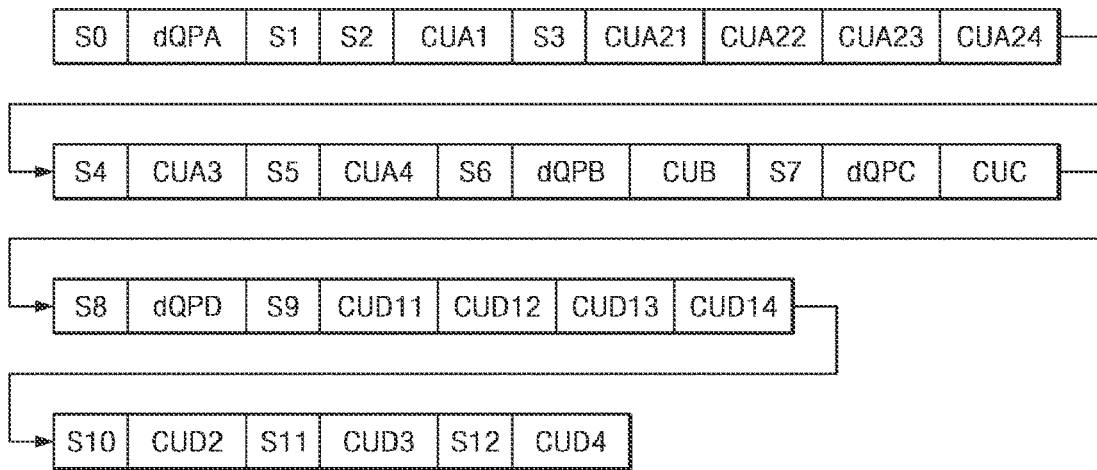 S0 dQPA S1 S2 CUA1 S3 CUA21 CUA22 CUA23 CUA24
S4 CUA3 S5 CUA4 S6 dQPB CUB S7 dQPC CUC
S8 dQPD S9 CUD11 CUD12 CUD13 CUD14
S10 CUD2 S11 CUD3 S12 CUD4